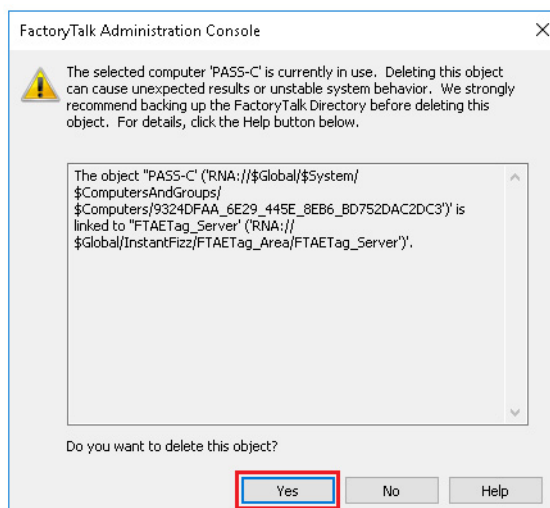 FactoryTalk Administration Console
The selected computer 'PASS-C' is currently in use. Deleting this object
can cause unexpected results or unstable system behavior. We strongly
recommend backing up the FactoryTalk Directory before deleting this
object. For details, click the Help button below.
The object "PASS-C' ('RNA://$Global/$System/
$ComputersAndGroups/
$Computers/9324DFAA_6E29_445E_8EB6_BD752DAC2DC3')' is
linked to "FTAETag_Server' ('RNA://
$Global/InstantFizz/FTAETag_Area/FTAETag_Server')'.
Do you want to delete this object?
Yes
No
Help